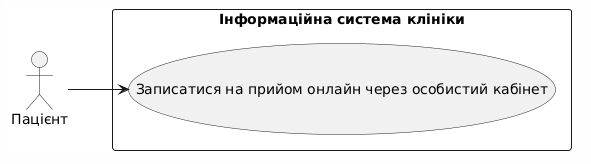 Інформаційна система клініки
Записатися на прийом онлайн через особистий кабінет
Пацієнт